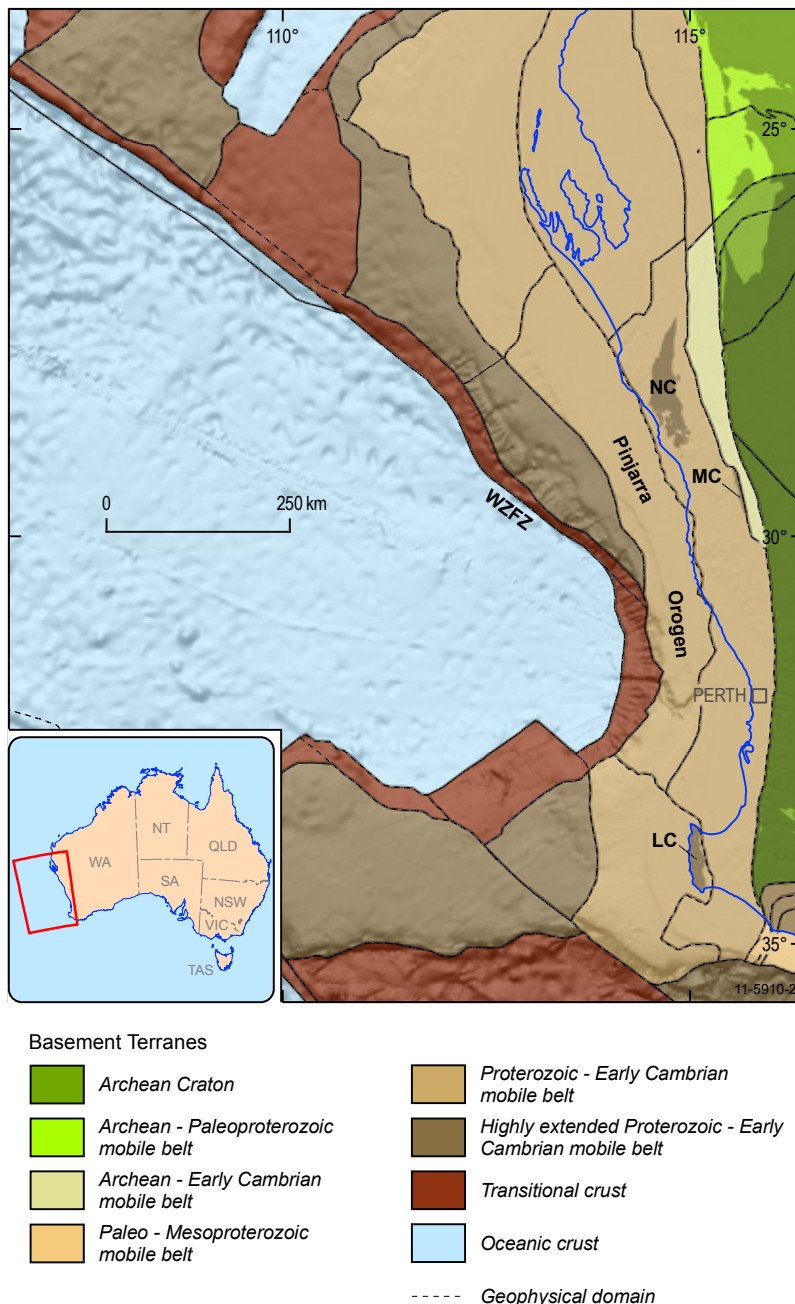 110°
115°
25°
NC
Pinjarra
MC
0
250 km
WZFZ
30°
Orogen
PERTH
LC
35°
11-5910-2
NT
WA
QLD
SA
NSW
VIC
TAS
Basement Terranes
Archean Craton
Archean - Paleoproterozoic
mobile belt
Archean - Early Cambrian
mobile belt
Paleo - Mesoproterozoic
mobile belt
Proterozoic - Early Cambrian
mobile belt
Highly extended Proterozoic - Early
Cambrian mobile belt
Transitional crust
Oceanic crust
Geophysical domain